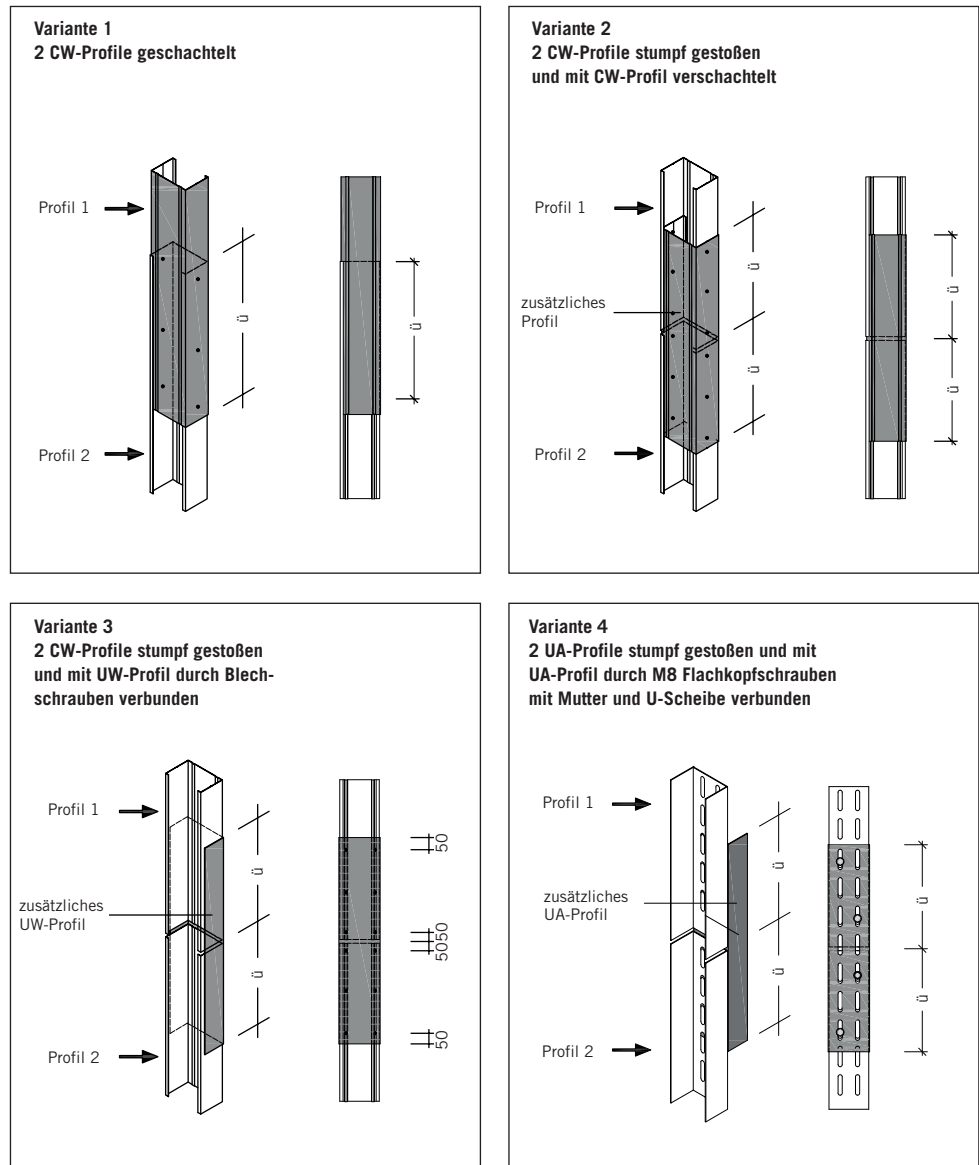 Variante 1
2 CW-Profile geschachtelt
Profil 1
ü
ü
Profil 2
Variante 2
2 CW-Profile stumpf gestoßen
und mit CW-Profil verschachtelt
Profil 1
ü
ü
zusätzliches
Profil
ü
ü
Profil 2
Variante 3
2 CW-Profile stumpf gestoßen
und mit UW-Profil durch Blech-
schrauben verbunden
Profil 1
50
ü
zusätzliches
UW-Profil
50
50
ü
50
Profil 2
Variante 4
2 UA-Profile stumpf gestoßen und mit
UA-Profil durch M8 Flachkopfschrauben
mit Mutter und U-Scheibe verbunden
Profil 1
ü
ü
zusätzliches
UA-Profil
ü
ü
Profil 2